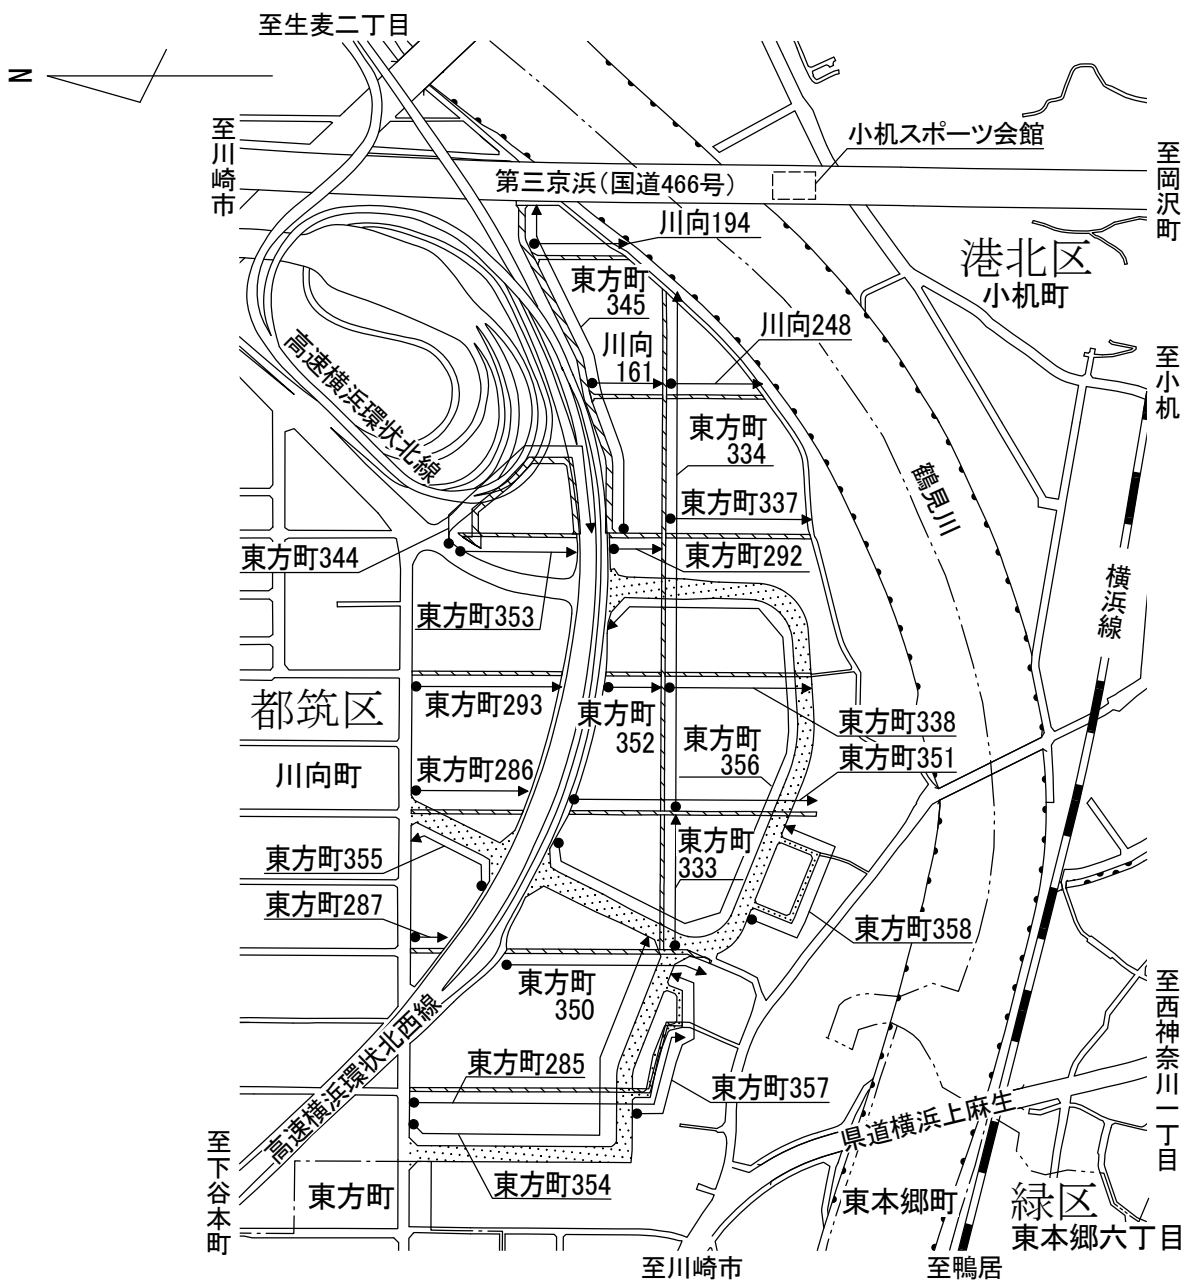 至生麦二丁目
N
至川崎市
小机スポーツ会館
至岡沢町
第三京浜(国道466号)
川向194
港北区
小机町
東方町
345
川向248
川向
161
至小机
高速横浜環状北線
東方町
334
鶴見川
東方町337
東方町344
東方町292
横浜線
東方町353
都筑区
東方町293
東方町
352
東方町338
東方町
356
東方町351
川向町
東方町286
東方町
333
東方町355
東方町287
東方町358
東方町
350
至西神奈川一丁目
高速横浜環状北西線
東方町285
東方町357
県道横浜上麻生
至下谷本町
東方町
東方町354
東本郷町
緑区
東本郷六丁目
至川崎市
至鴨居